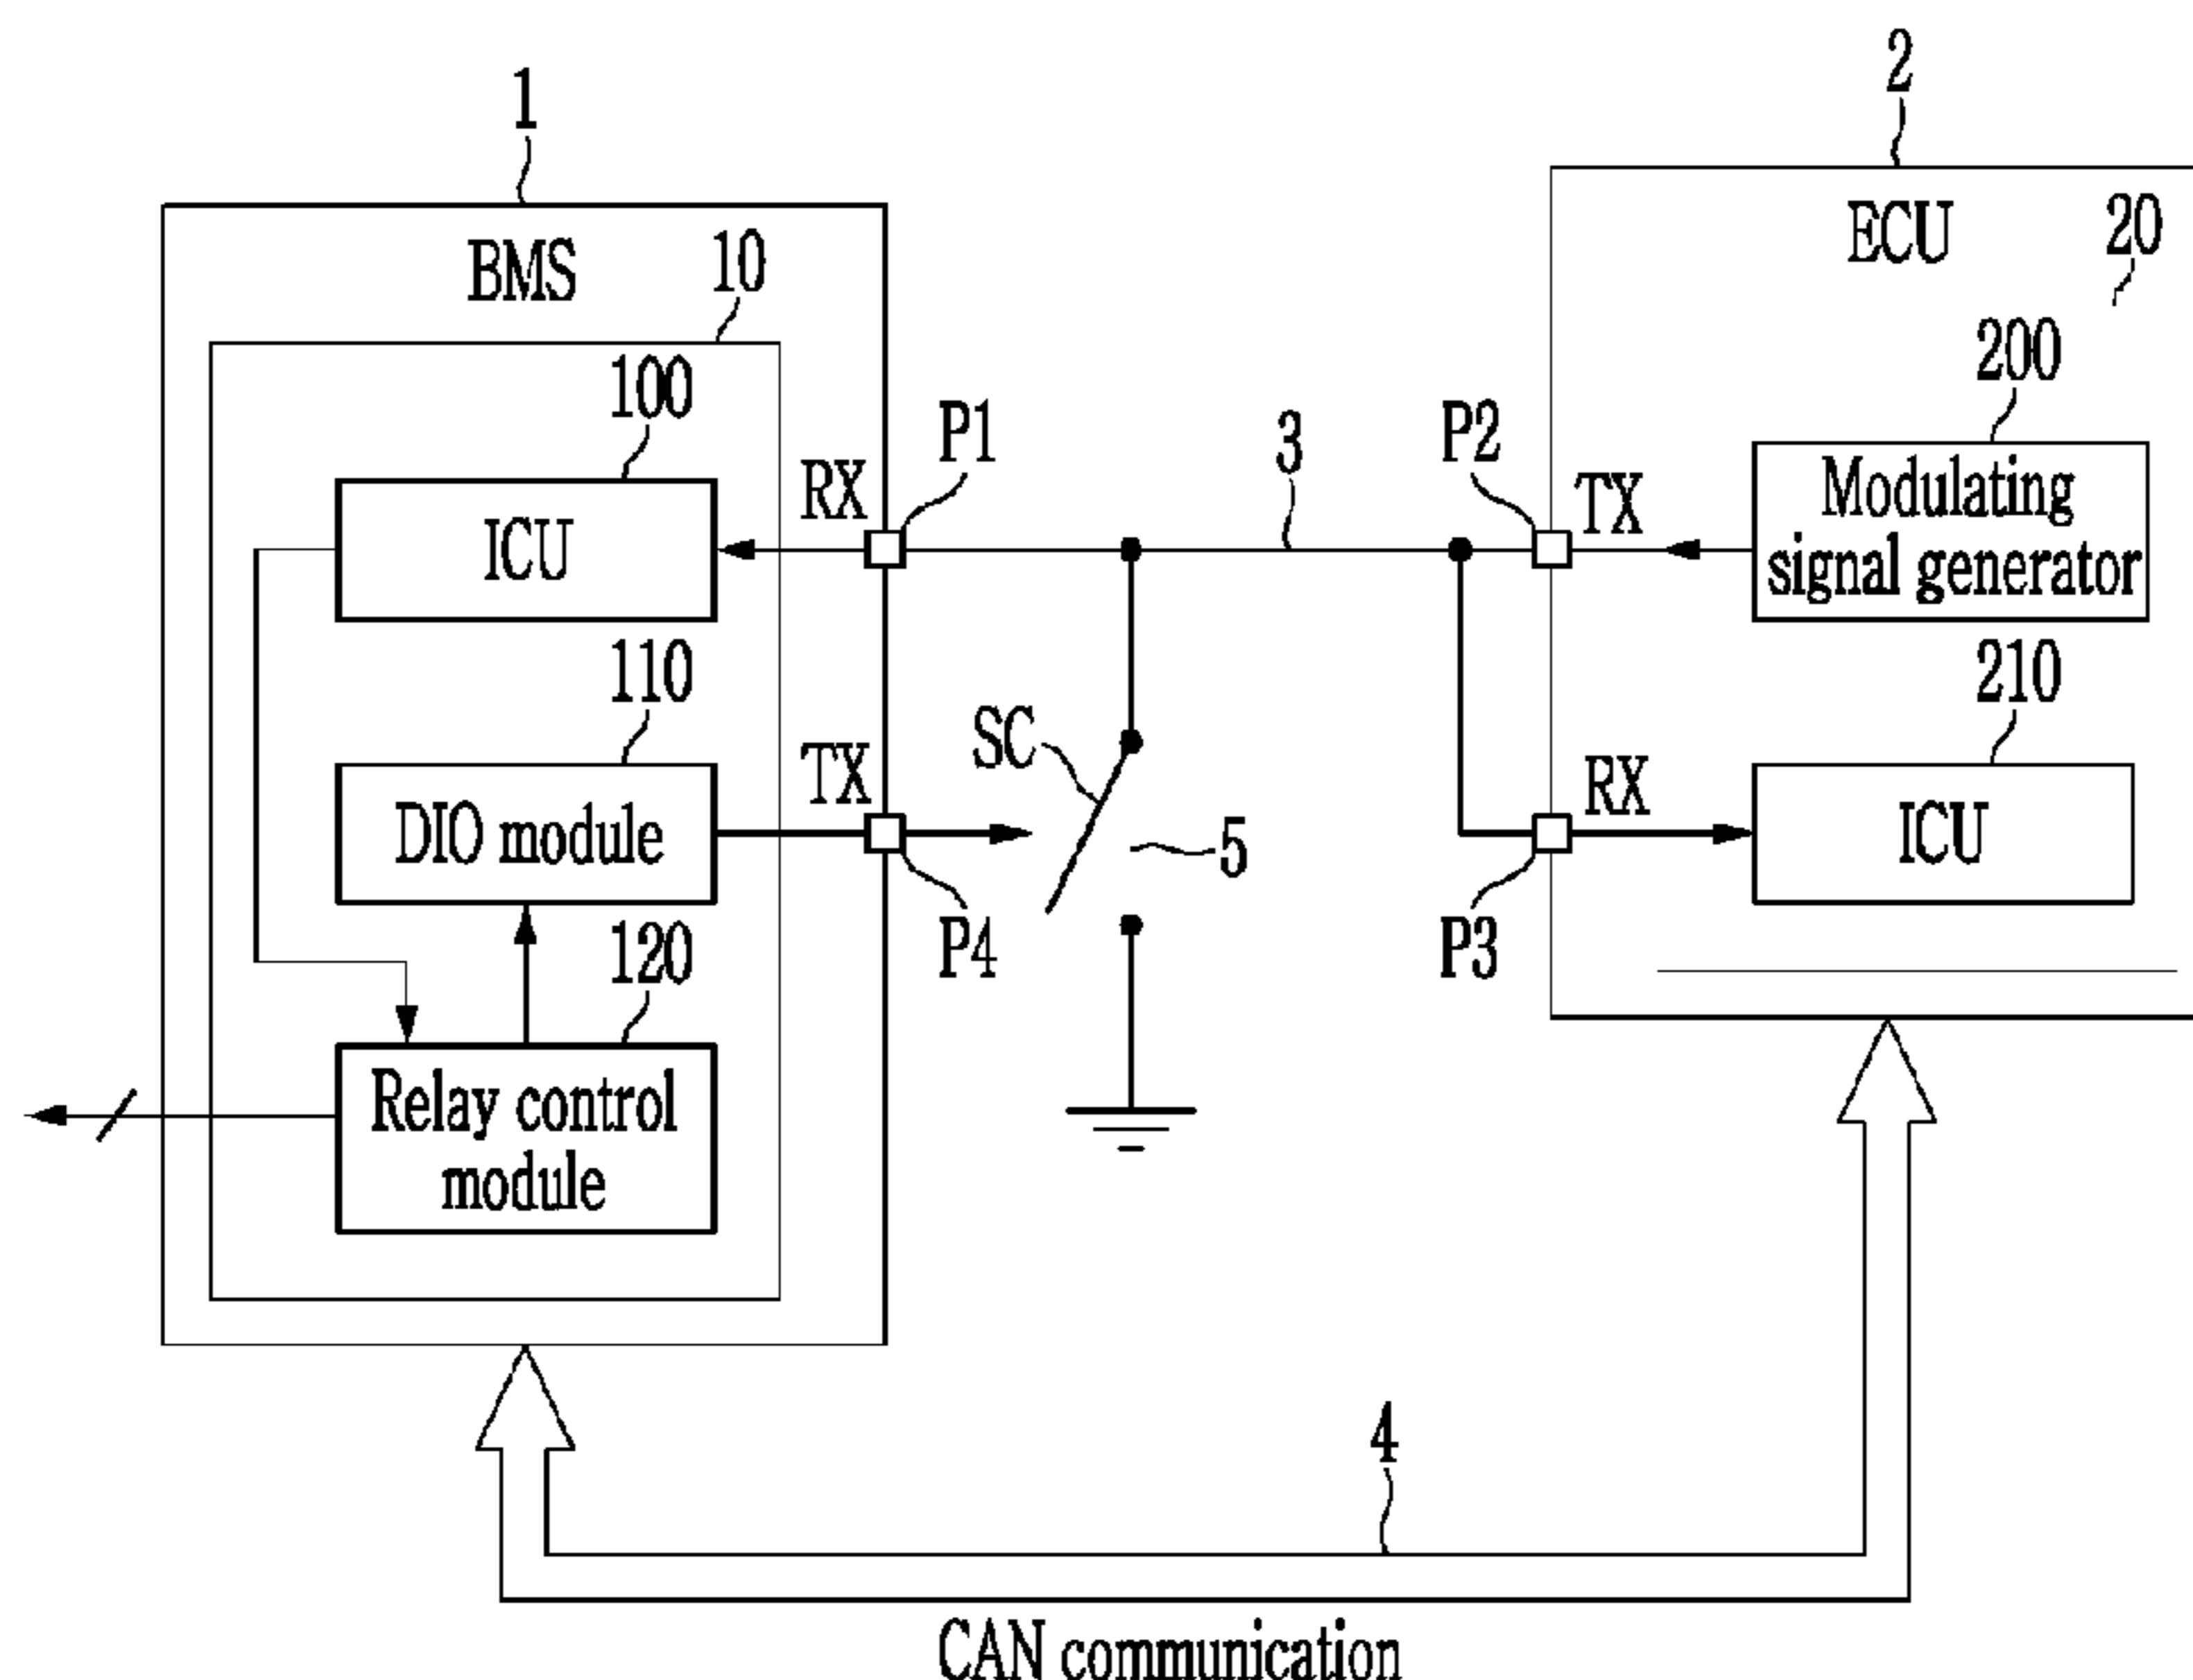 1
2
BMS
10
ECU
20
100
200
RX
P1
3
P2
TX
Modulating
signal generator
ICU
110
210
TX
SC
RX
DIO module
5
ICU
120
P4
P3
Relay control
module
4
CAN communication